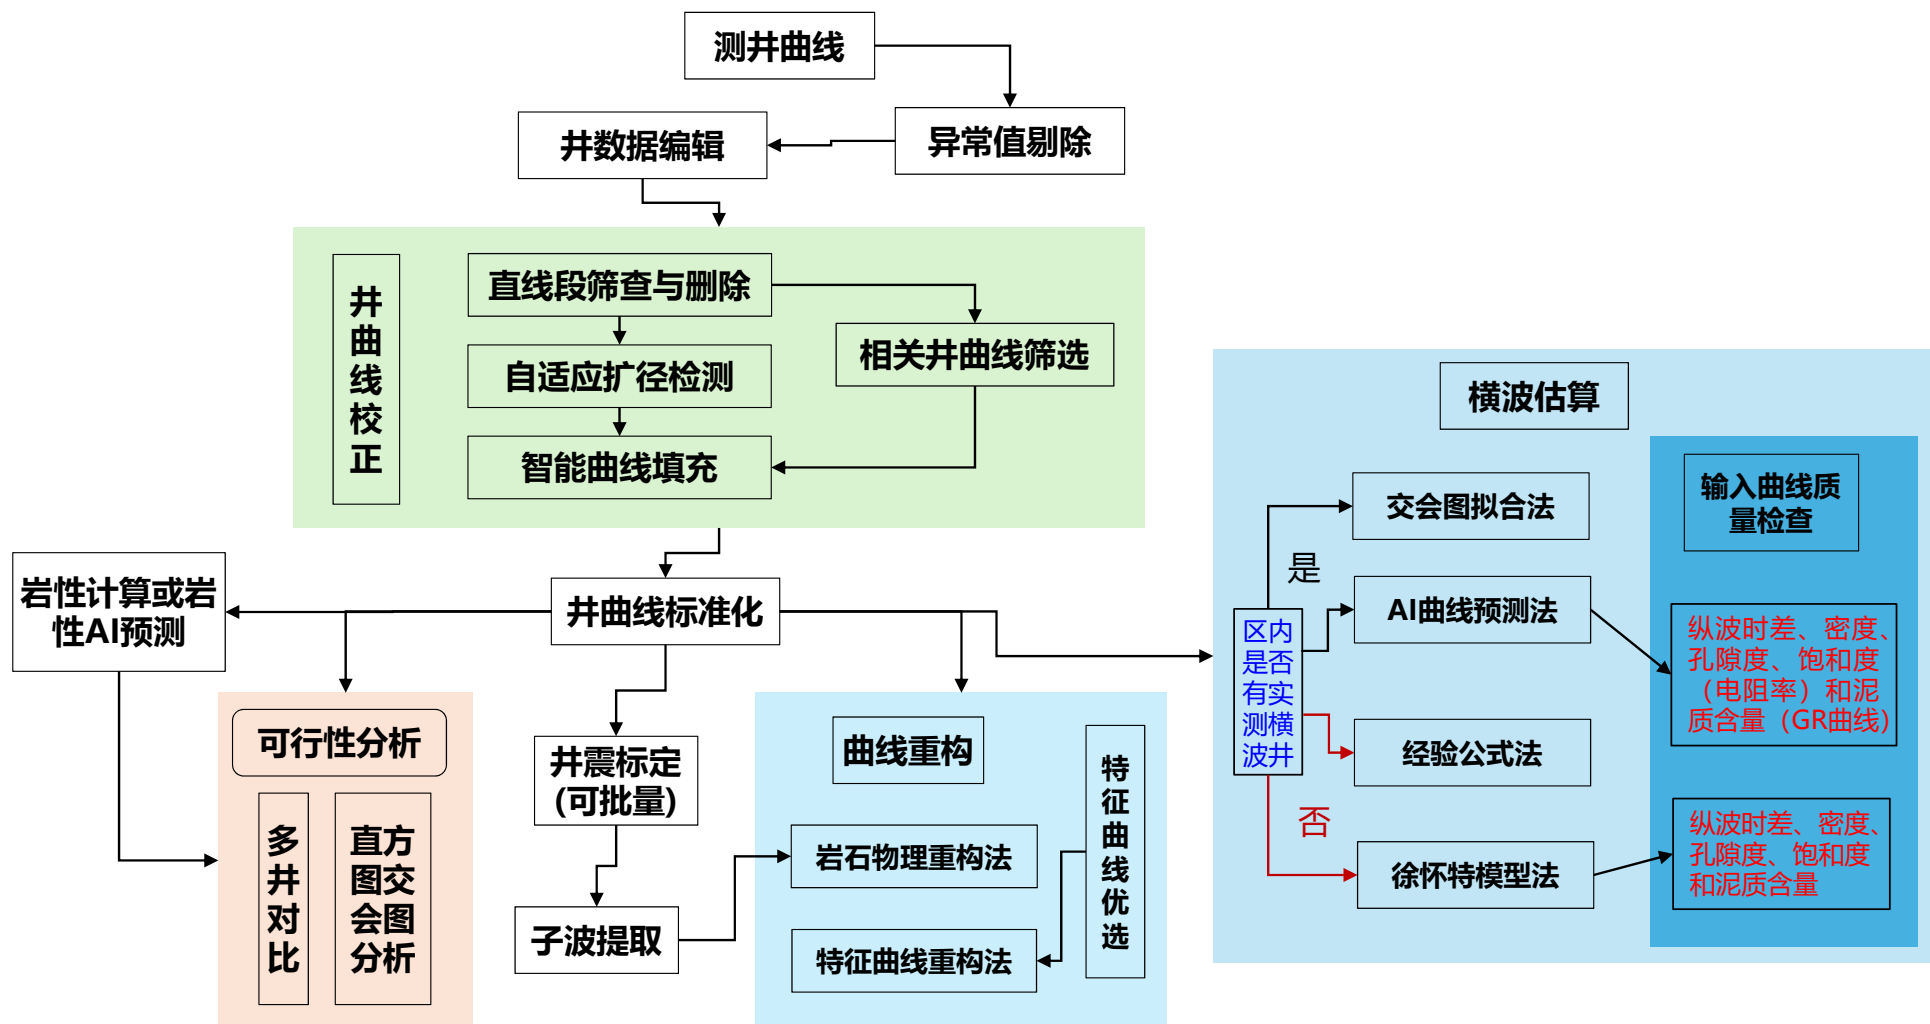 测井曲线
异常值剔除
井数据编辑
井
曲
线
校
正
直线段筛查与删除
自适应扩径检测
智能曲线填充
相关井曲线筛选
井曲线标准化
岩性计算或岩
性AI预测
可行性分析
多
井
对
比
直方
图交
会图
分析
井震标定
(可批量)
子波提取
曲线重构
岩石物理重构法
特征曲线重构法
特
征
曲
线
优
选
横波估算
区内
是否
有实
测横
波井
是
否
交会图拟合法
AI曲线预测法
经验公式法
徐怀特模型法
输入曲线质
量检查
纵波时差、密度、
孔隙度、饱和度
（电阻率）和泥
质含量（GR曲线）
纵波时差、密度、
孔隙度、饱和度
和泥质含量